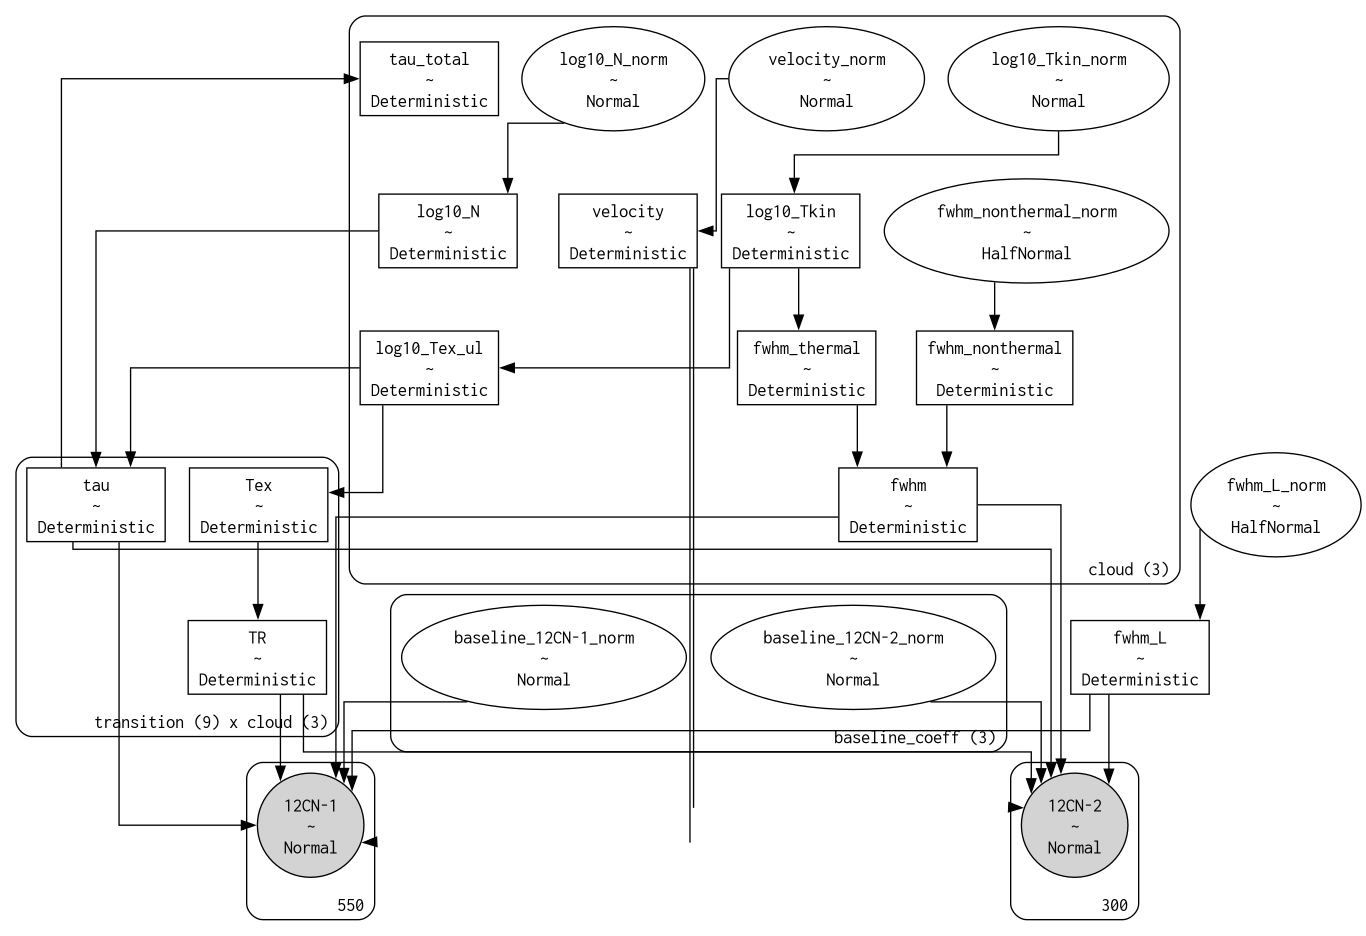 tau_total
~
Deterministic
log10_N_norm
~
Normal
velocity_norm
~
Normal
log10_Tkin_norm
~
Normal
log10_N
~
Deterministic
velocity
~
Deterministic
log10_Tkin
~
Deterministic
fwhm_nonthermal_norm
~
HalfNormal
log10_Tex_ul
~
Deterministic
fwhm_thermal
~
Deterministic
fwhm_nonthermal
~
Deterministic
tau
~
Deterministic
Tex
~
Deterministic
fwhm
~
Deterministic
fwhm_L_norm
~
HalfNormal
cloud (3)
TR
~
Deterministic
baseline_12CN-1_norm
~
Normal
baseline_12CN-2_norm
~
Normal
fwhm_L
~
Deterministic
transition (9) x cloud (3)
baseline_coeff (3)
12CN-1
~
Normal
12CN-2
~
Normal
550
300